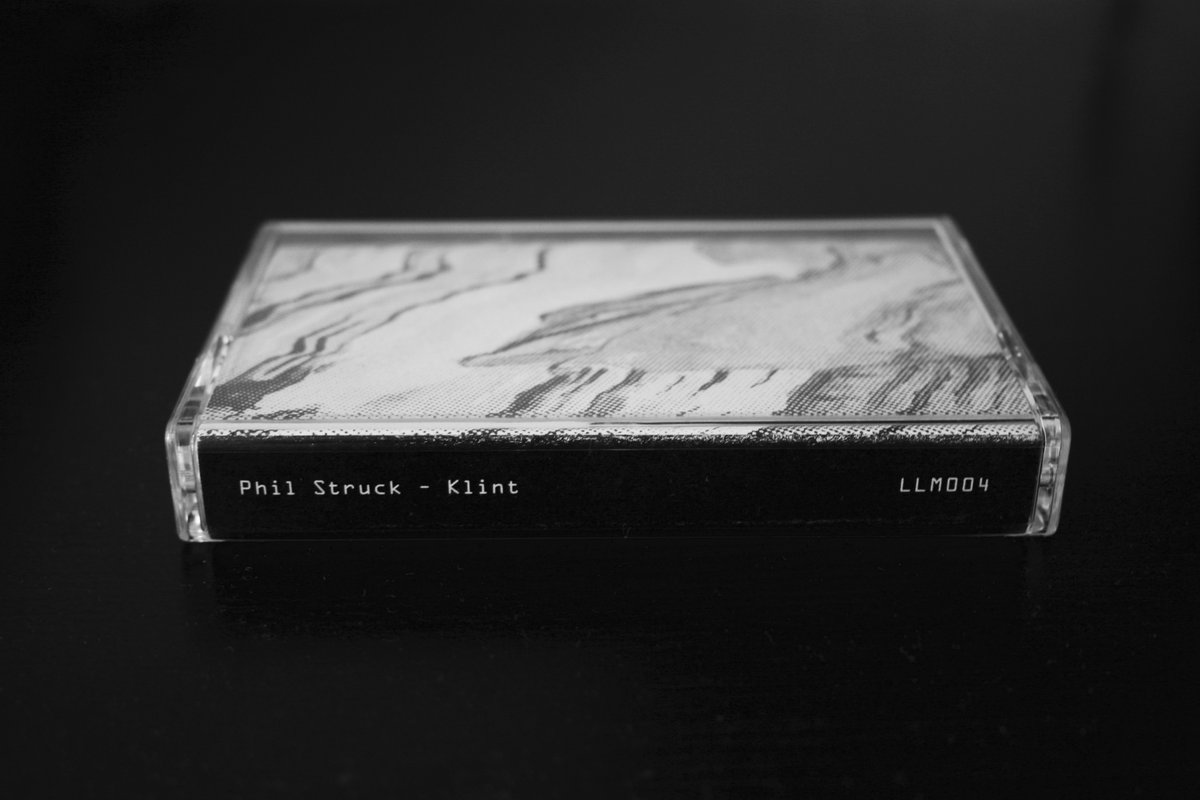 Phil Struck - Klint LLM004